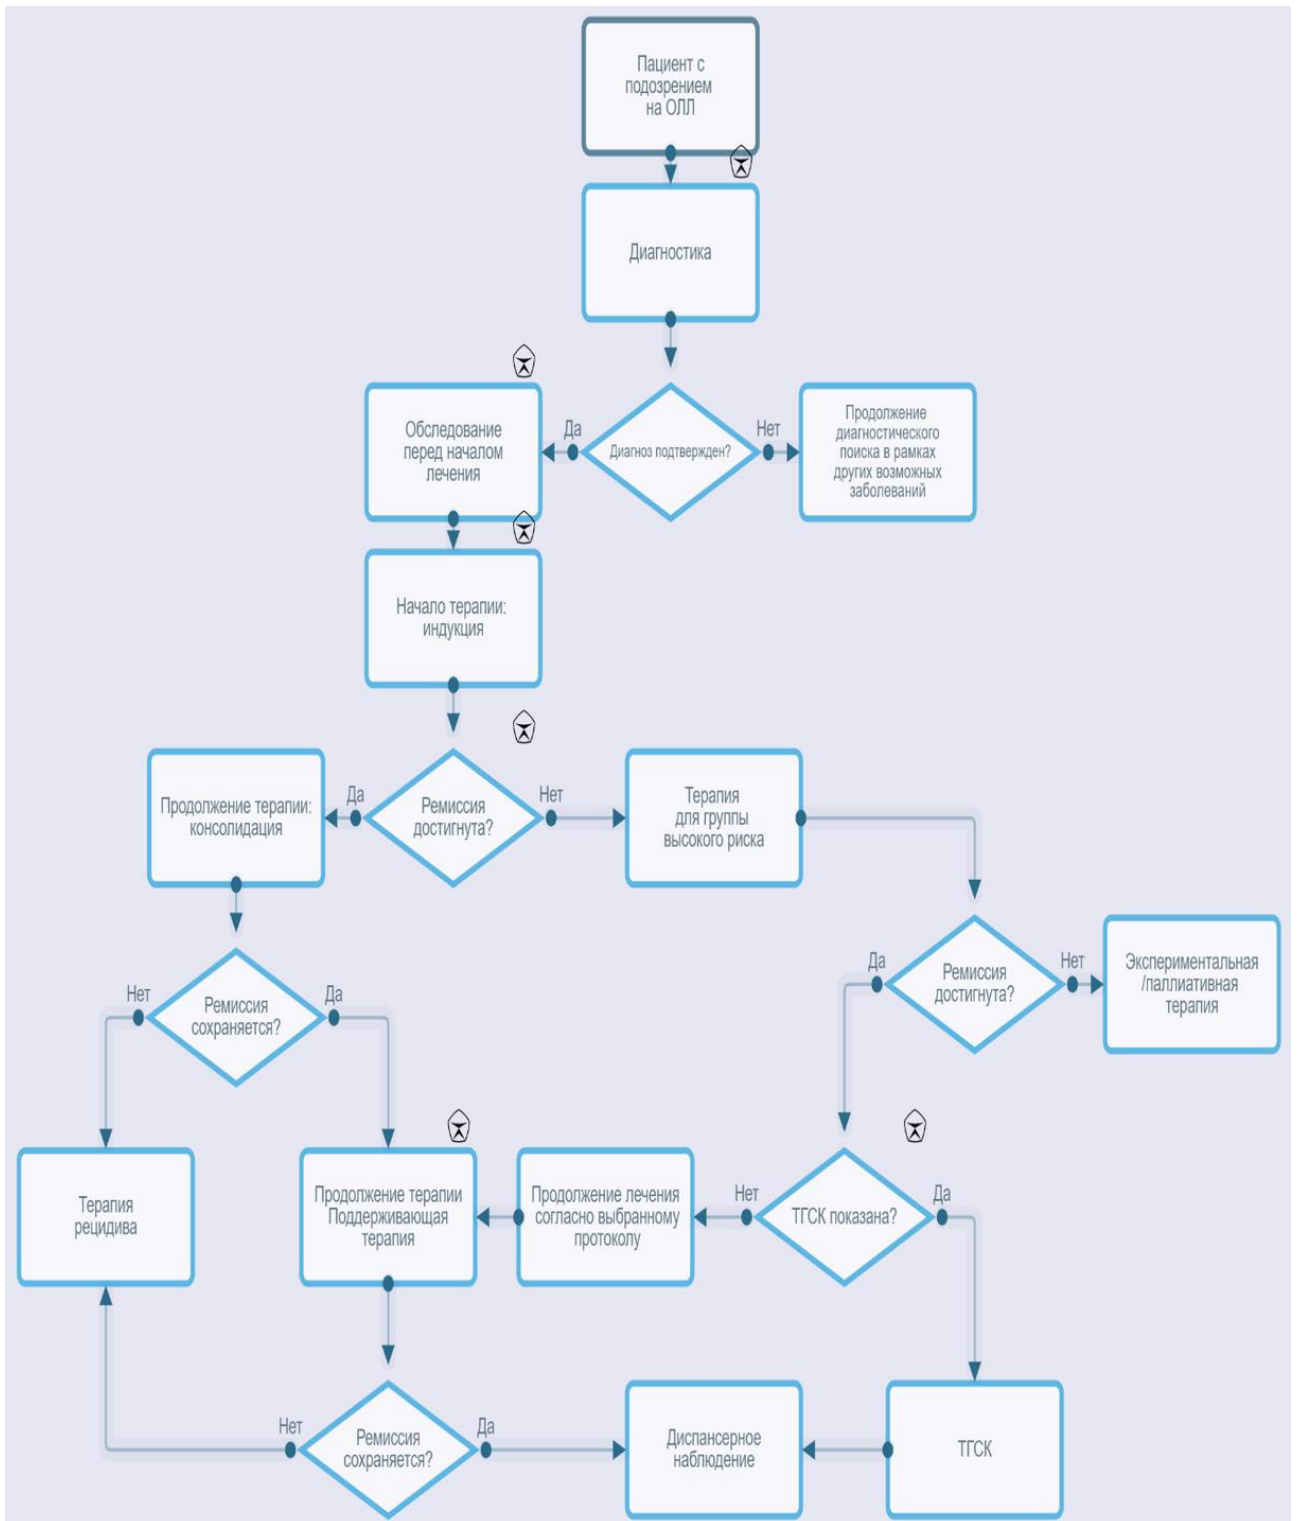 Пациент с
подозрением
на ОЛЛ
Диагностика
Обследование
перед началом
лечения
Да
Диагноз подтвержден?
Нет
Продолжение
диагностического
поиска в рамках
других возможных
заболеваний
Начало терапии:
индукция
Продолжение терапии:
консолидация
Да
Ремиссия
достигнута?
Нет
Терапия
для группы
высокого риска
Нет
Ремиссия
сохраняется?
Да
Да
Ремиссия
достигнута?
Нет
Экспериментальная
/паллиативная
терапия
Терапия
рецидива
Продолжение терапии
Поддерживающая
терапия
Продолжение лечения
согласно выбранному
протоколу
Нет
ТГСК показана?
Да
Нет
Ремиссия
сохраняется?
Да
Диспансерное
наблюдение
ТГСК